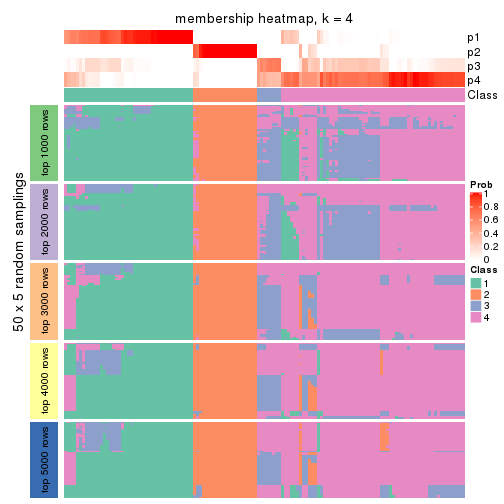 membership heatmap, k = 4
p1
p2
p3
p4
Class
50 x 5 random samplings
top 1000 rows
top 2000 rows
top 3000 rows
top 4000 rows
top 5000 rows
Prob
1
0.8
0.6
0.4
0.2
0
Class
1
2
3
4